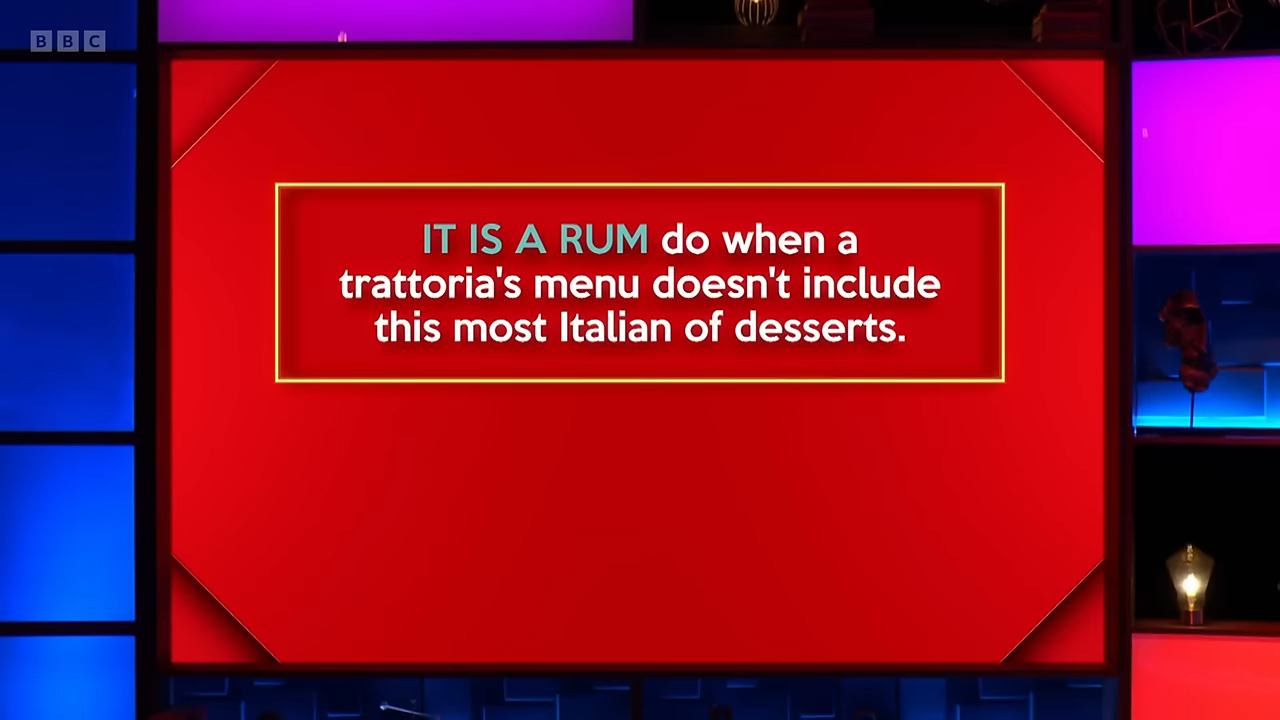 BBC
IT IS A RUM do when a
trattoria's menu doesn't include
this most Italian of desserts.